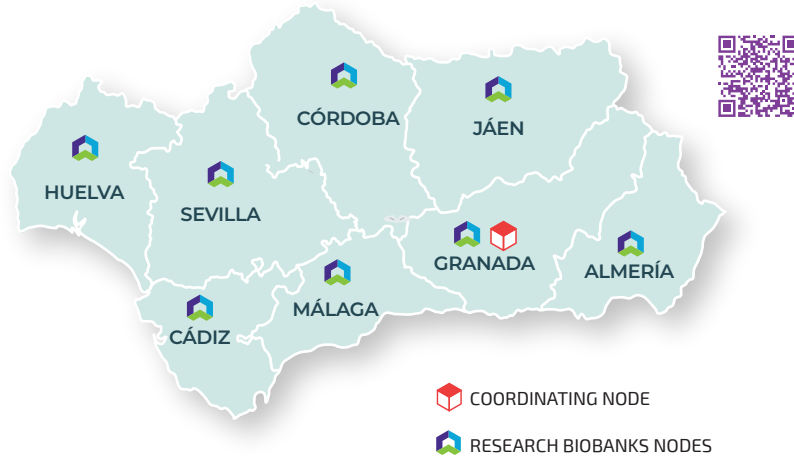 CÓRDOBA
JÁEN
HUELVA
SEVILLA
GRANADA
ALMERÍA
MÁLAGA
CÁDIZ
COORDINATING NODE
RESEARCH BIOBANKS NODES